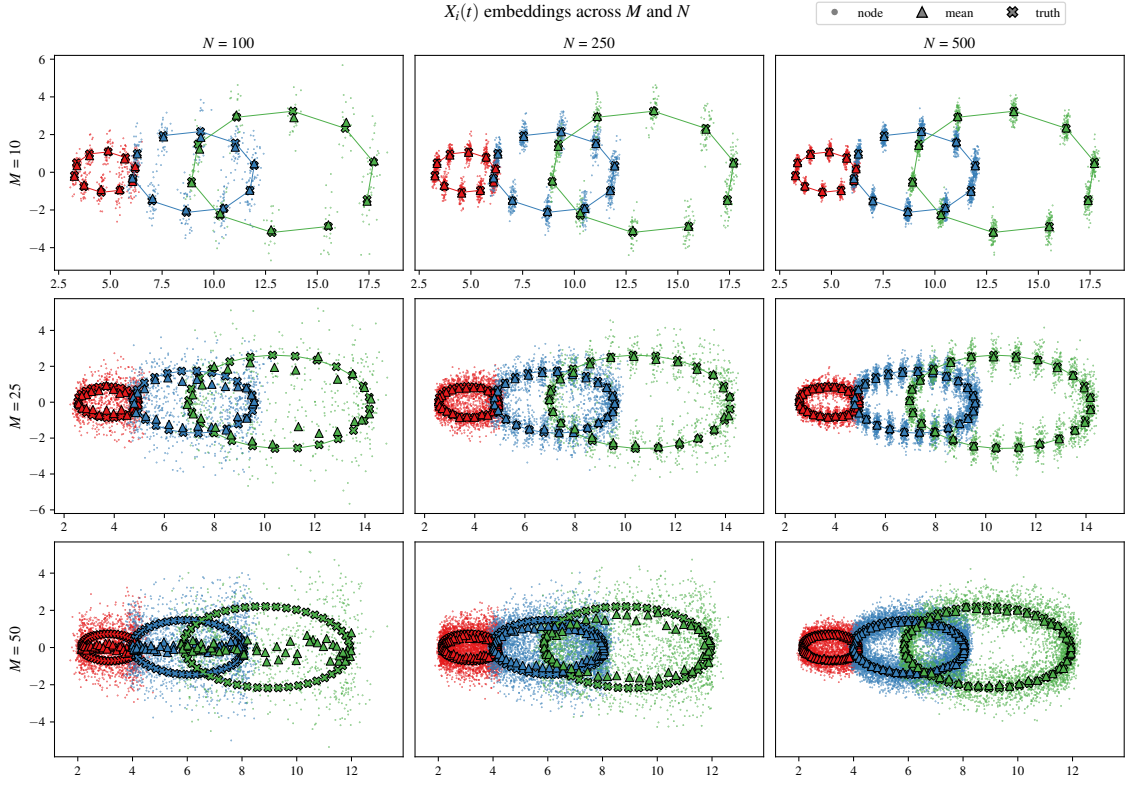 X_i(t) embeddings across M and N
node mean truth
N = 100 N = 250 N = 500
M = 10
6
4
2
0
−2
−4
2.5 5.0 7.5 10.0 12.5 15.0 17.5 2.5 5.0 7.5 10.0 12.5 15.0 17.5 2.5 5.0 7.5 10.0 12.5 15.0 17.5
M = 25
4
2
0
−2
−4
−6
2 4 6 8 10 12 14 2 4 6 8 10 12 14 2 4 6 8 10 12 14
M = 50
4
2
0
−2
−4
2 4 6 8 10 12 2 4 6 8 10 12 2 4 6 8 10 12